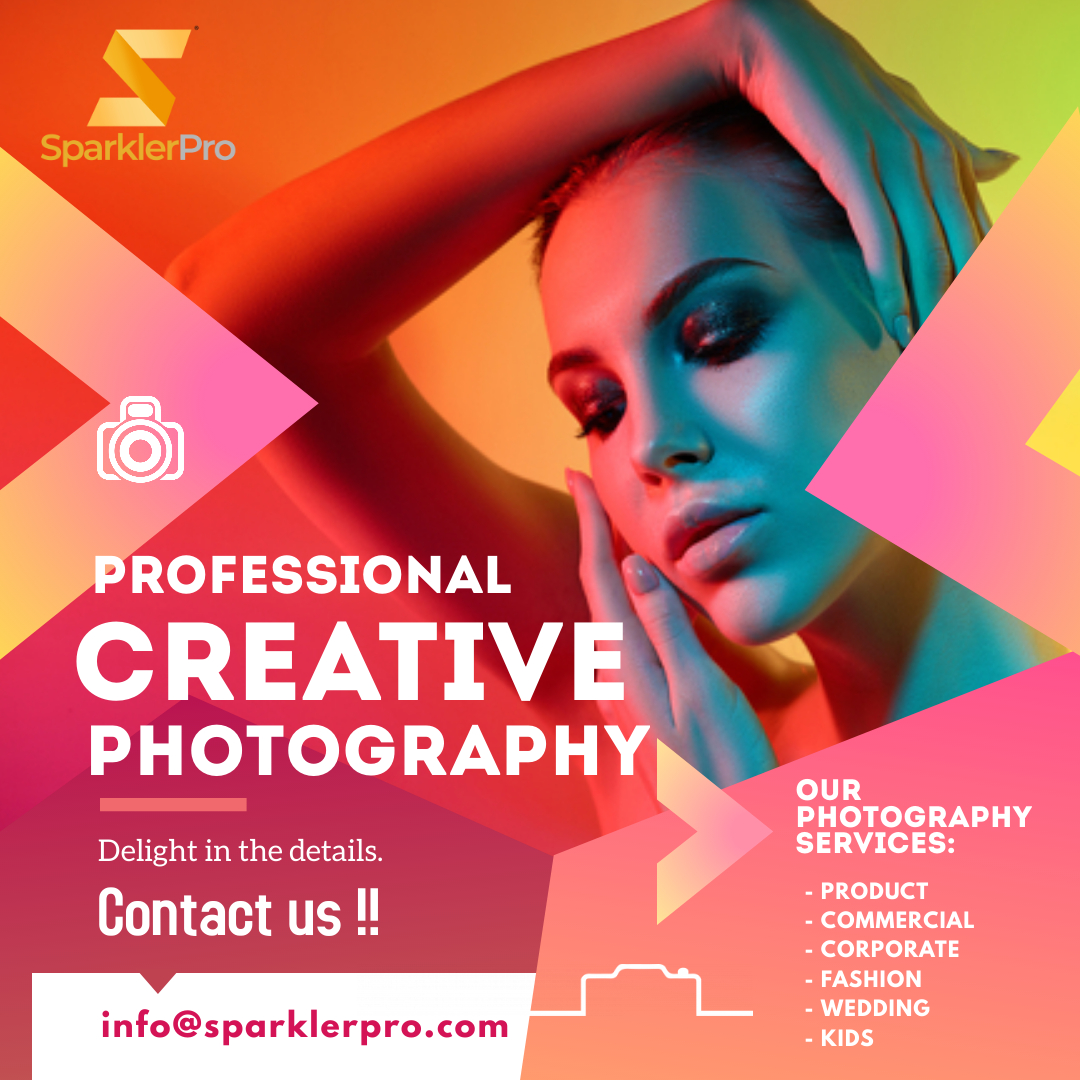 SparklerPro
PROFESSIONAL
CREATIVE
PHOTOGRAPHY
Delight in the details.
Contact us !!
info@sparklerpro.com
OUR
PHOTOGRAPHY
SERVICES:
- PRODUCT
- COMMERCIAL
- CORPORATE
- FASHION
- WEDDING
- KIDS